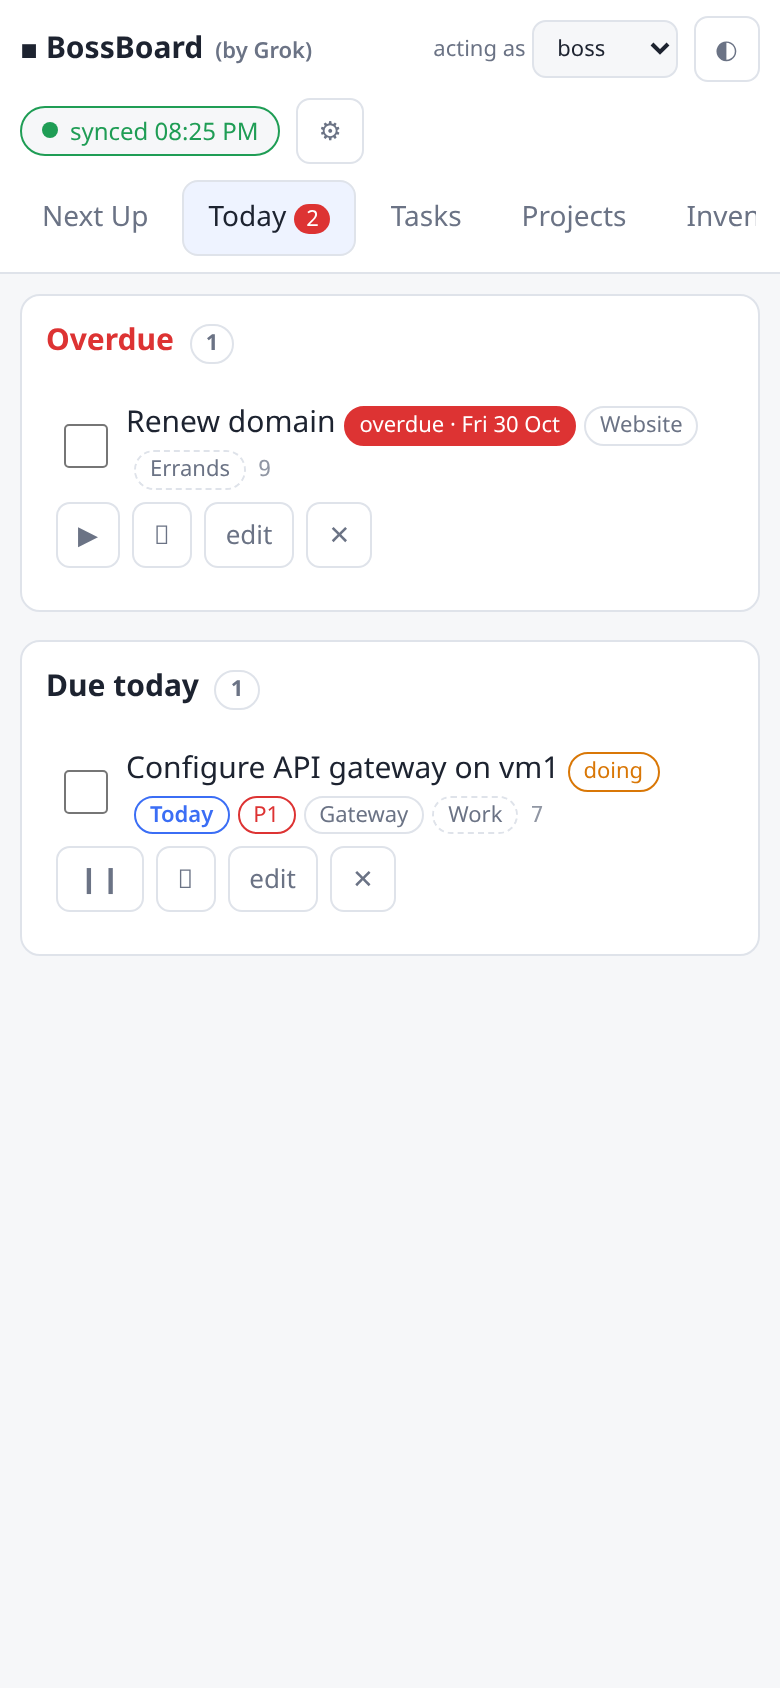 ■ BossBoard (by Grok) acting as boss ◐
synced 08:25 PM ⚙
Next Up Today 2 Tasks Projects Inven
Overdue 1
Renew domain overdue · Fri 30 Oct Website
Errands 9
▶ edit ✕
Due today 1
Configure API gateway on vm1 doing
Today P1 Gateway Work 7
❙❙ edit ✕